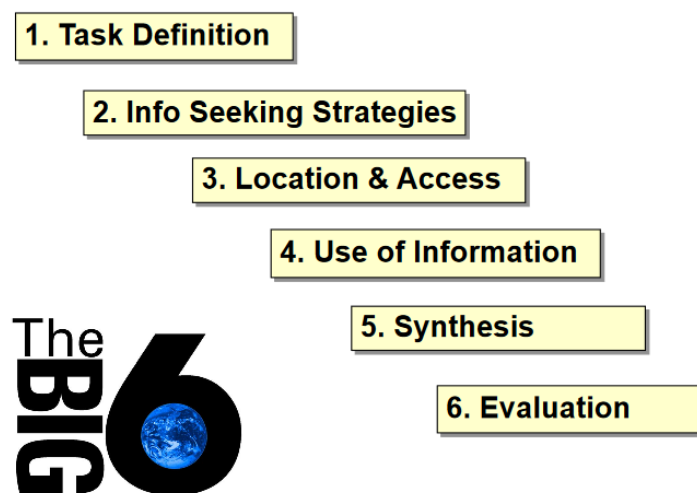 1. Task Definition
2. Info Seeking Strategies
3. Location & Access
4. Use of Information
5. Synthesis
6. Evaluation
The
BIG
6